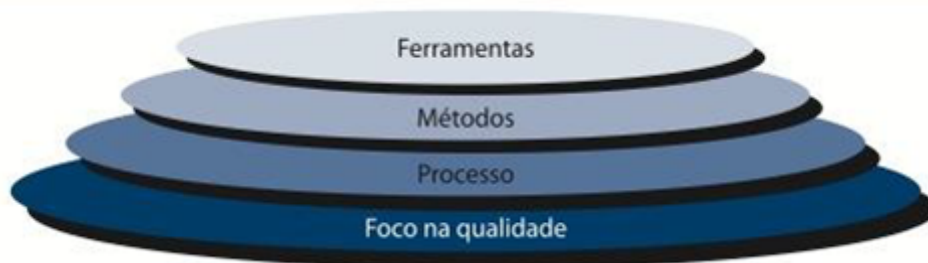 Ferramentas
Métodos
Processo
Foco na qualidade